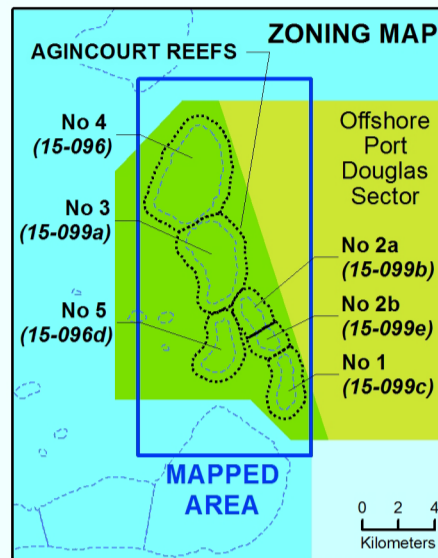 ZONING MAP
AGINCOURT REEFS
No 4
(15-096)
Offshore
Port
Douglas
Sector
No 3
(15-099a)
No 2a
(15-099b)
No 5
(15-096d)
No 2b
(15-099e)
No 1
(15-099c)
MAPPED
AREA
0 2 4
Kilometers